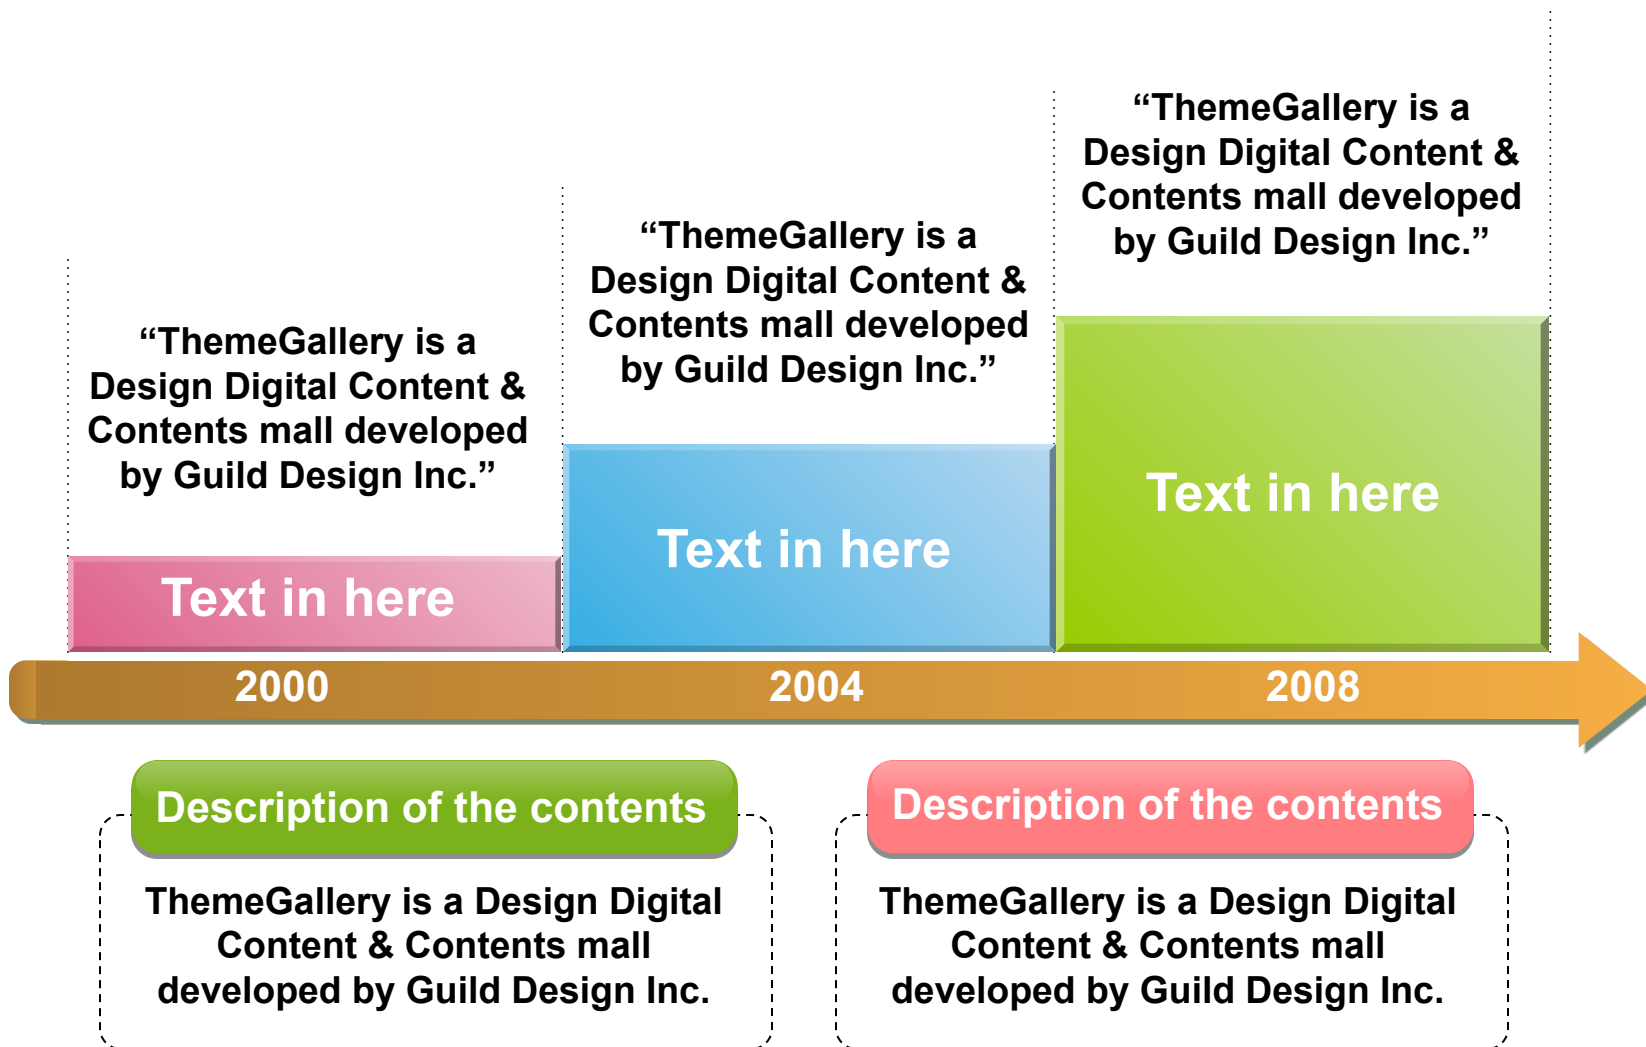 “ThemeGallery is a
Design Digital Content &
Contents mall developed
by Guild Design Inc.”
“ThemeGallery is a
Design Digital Content &
Contents mall developed
by Guild Design Inc.”
“ThemeGallery is a
Design Digital Content &
Contents mall developed
by Guild Design Inc.”
Text in here
Text in here
Text in here
2000
2004
2008
Description of the contents
ThemeGallery is a Design Digital
Content & Contents mall
developed by Guild Design Inc.
Description of the contents
ThemeGallery is a Design Digital
Content & Contents mall
developed by Guild Design Inc.